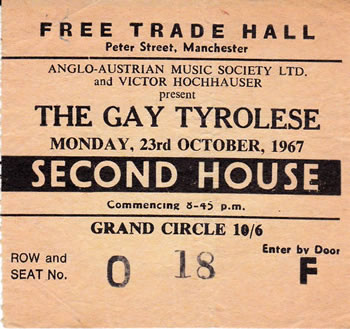 FREE TRADE HALL
Peter Street, Manchester
ANGLO-AUSTRIAN MUSIC SOCIETY LTD.
and VICTOR HOCHHAUSER
present
THE GAY TYROLESE
MONDAY, 23rd OCTOBER, 1967
SECOND HOUSE
Commencing 8-45 p.m.
GRAND CIRCLE 10/6
ROW and SEAT No. O 18 Enter by Door F